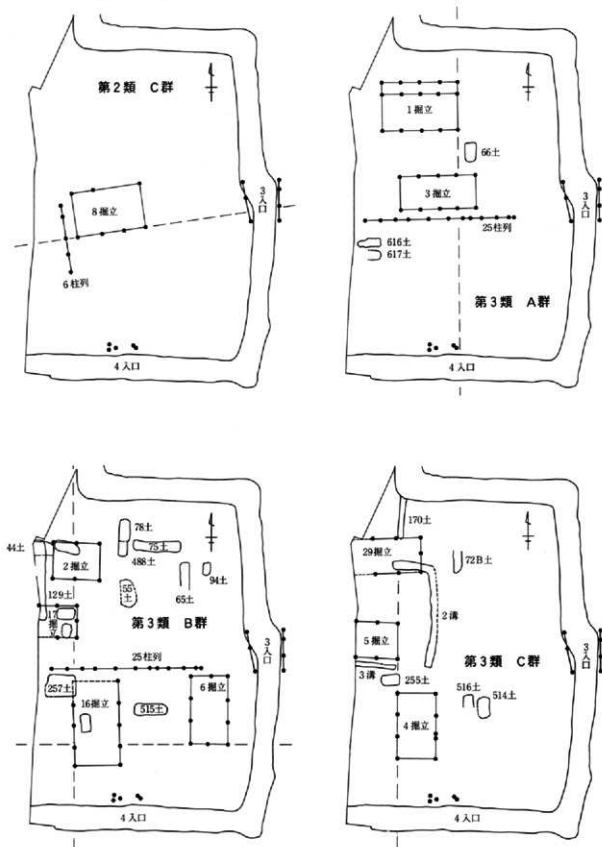 第2類 C群
8掘立
6柱列
3入口
4入口
1掘立
66土
3掘立
25柱列
616土
617土
第3類 A群
3入口
4入口
78土
44土
2掘立
75土
488土
94土
129土
55土
65土
17掘立
第3類 B群
25柱列
3入口
257土
16掘立
515土
6掘立
4入口
170土
29掘立
72B土
2溝
5掘立
第3類 C群
3溝
255土
516土
514土
4掘立
4入口